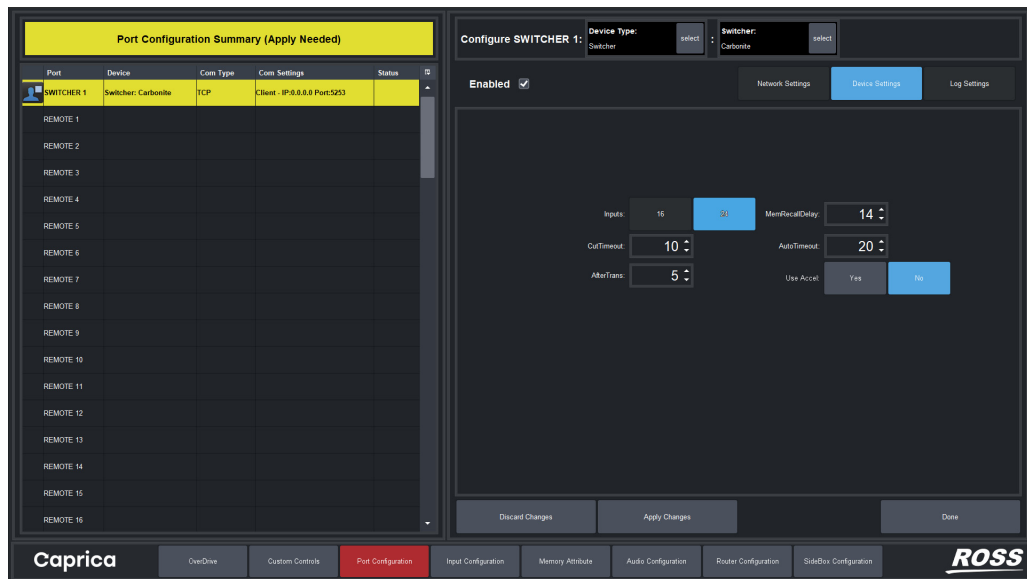 Port Configuration Summary (Apply Needed)
Port Device Com Type Com Settings Status
SWITCHER 1 Switcher: Carbonite TCP Client - IP:0.0.0.0 Port:5253
REMOTE 1
REMOTE 2
REMOTE 3
REMOTE 4
REMOTE 5
REMOTE 6
REMOTE 7
REMOTE 8
REMOTE 9
REMOTE 10
REMOTE 11
REMOTE 12
REMOTE 13
REMOTE 14
REMOTE 15
REMOTE 16
Configure SWITCHER 1: Device Type: Switcher select : Switcher: Carbonite select
Enabled Network Settings Device Settings Log Settings
Inputs: 16 24 MemRecallDelay: 14
CutTimeout: 10 AutoTimeout: 20
AfterTrans: 5 Use Accel: Yes No
Discard Changes Apply Changes Done
Caprica OverDrive Custom Controls Port Configuration Input Configuration Memory Attribute Audio Configuration Router Configuration SideBox Configuration ROSS